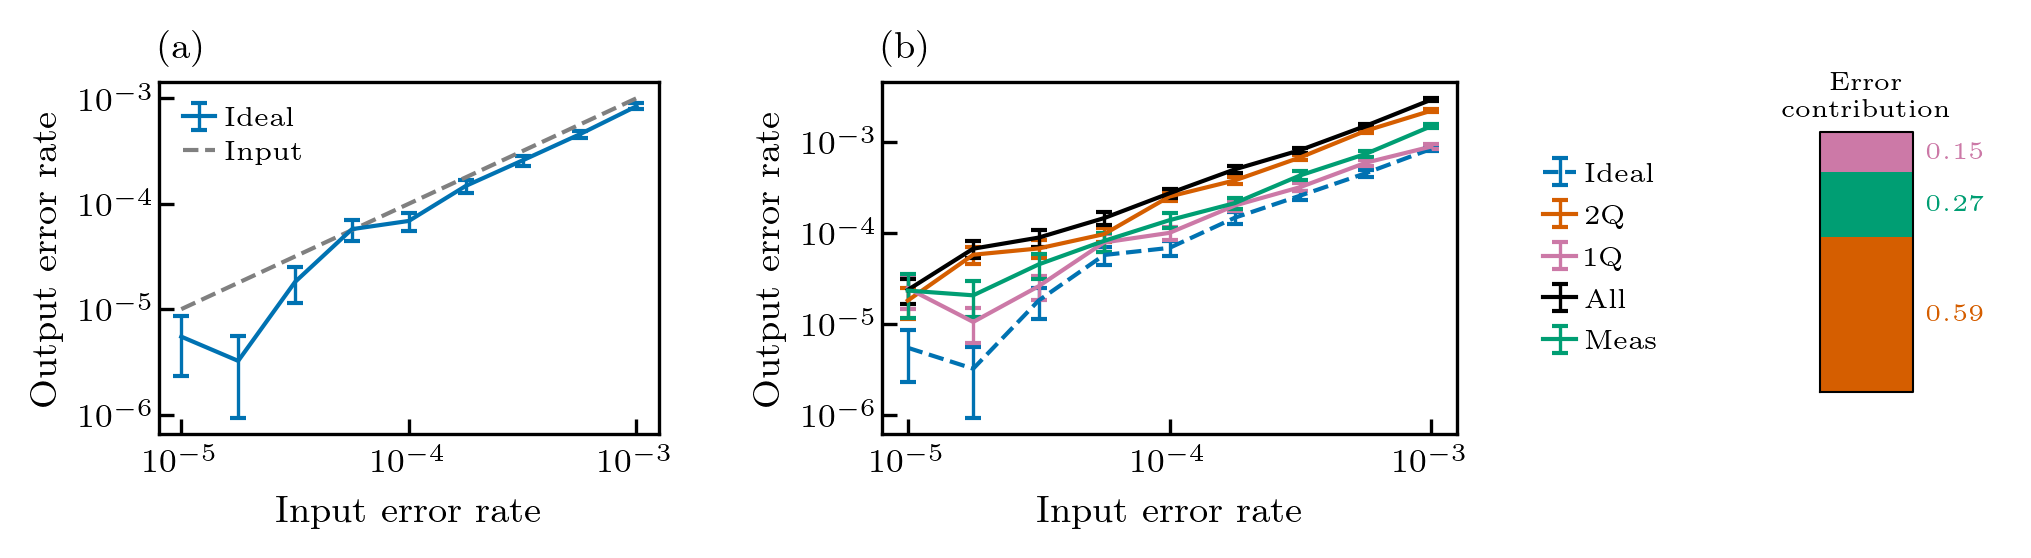 (a)
Output error rate
10⁻³
10⁻⁴
10⁻⁵
10⁻⁶
Ideal
Input
10⁻⁵ 10⁻⁴ 10⁻³
Input error rate
(b)
Output error rate
10⁻³
10⁻⁴
10⁻⁵
10⁻⁶
10⁻⁵ 10⁻⁴ 10⁻³
Input error rate
Ideal
2Q
1Q
All
Meas
Error
contribution
0.15
0.27
0.59